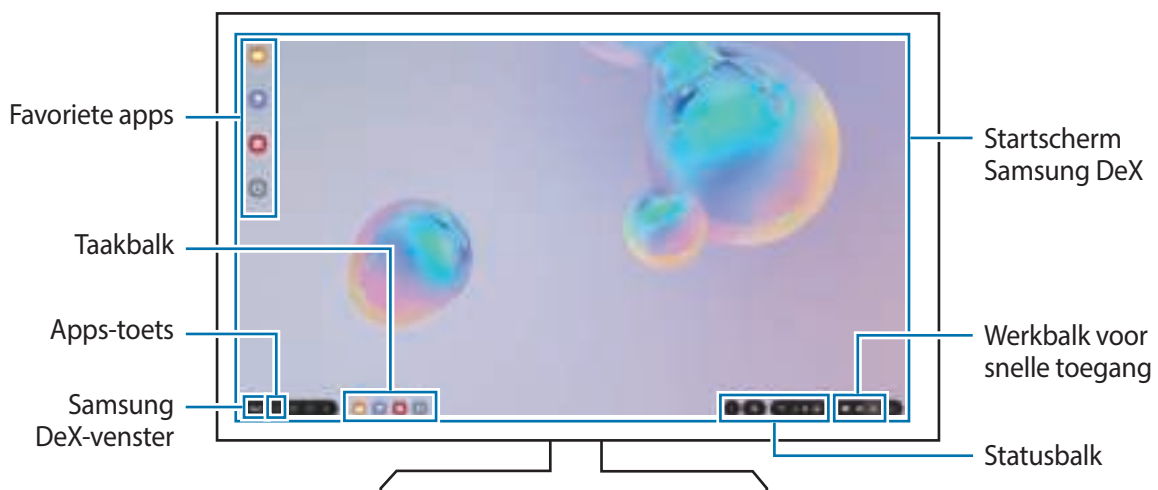 Favoriete apps
Taakbalk
Apps-toets
Samsung
DeX-venster
Startscherm
Samsung DeX
Werkbalk voor
snelle toegang
Statusbalk